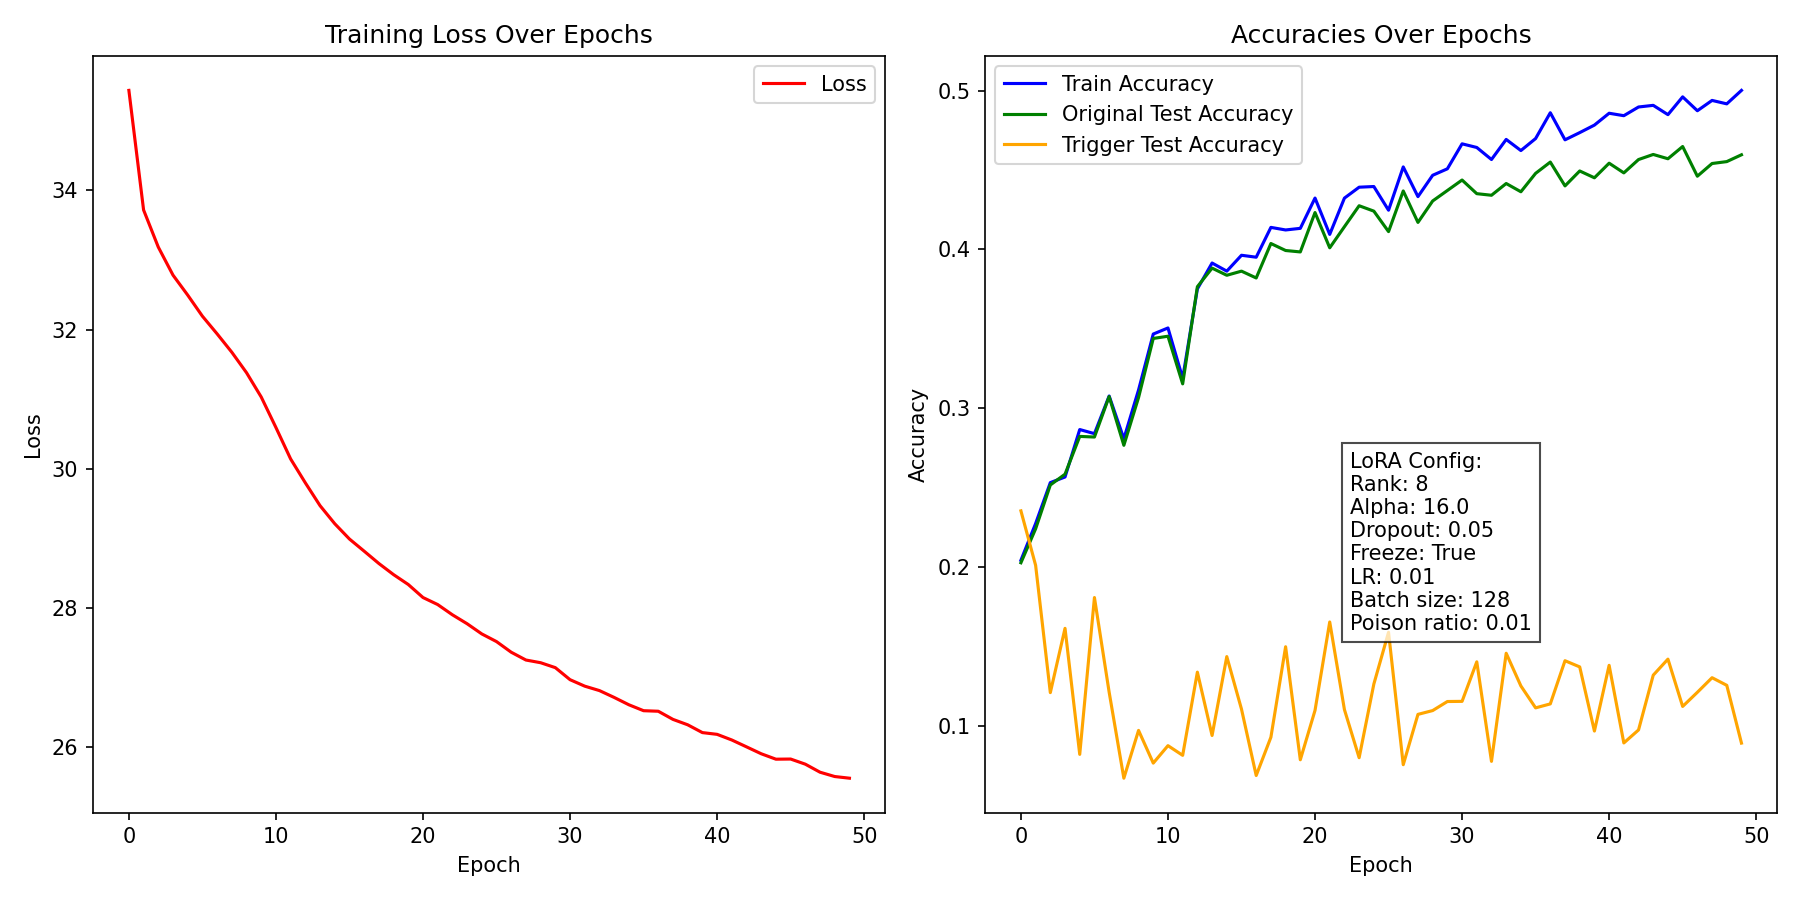 Training Loss Over Epochs
Loss
34
32
30
28
26
Loss
0
10
20
30
40
50
Epoch
Accuracies Over Epochs
Train Accuracy
Original Test Accuracy
Trigger Test Accuracy
0.5
0.4
0.3
0.2
0.1
Accuracy
LoRA Config:
Rank: 8
Alpha: 16.0
Dropout: 0.05
Freeze: True
LR: 0.01
Batch size: 128
Poison ratio: 0.01
0
10
20
30
40
50
Epoch